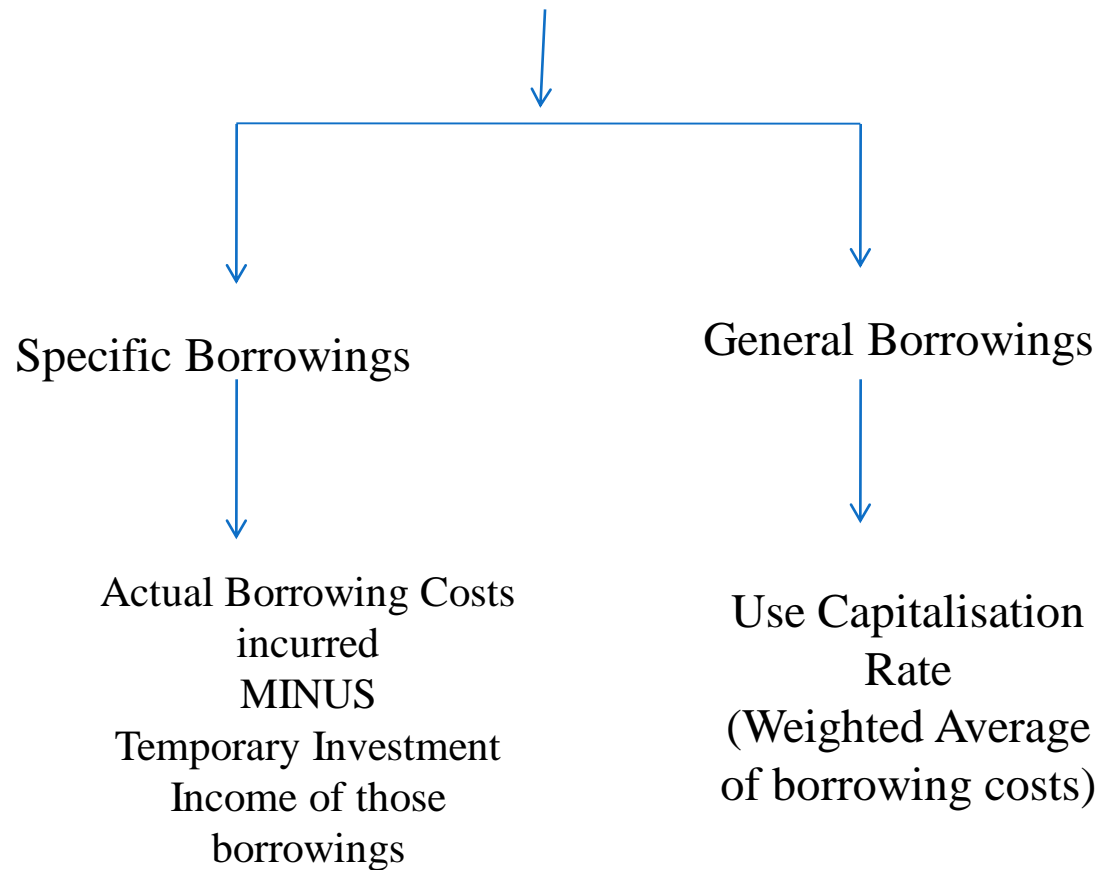 Specific Borrowings
General Borrowings
Actual Borrowing Costs
incurred
MINUS
Temporary Investment
Income of those
borrowings
Use Capitalisation
Rate
(Weighted Average
of borrowing costs)